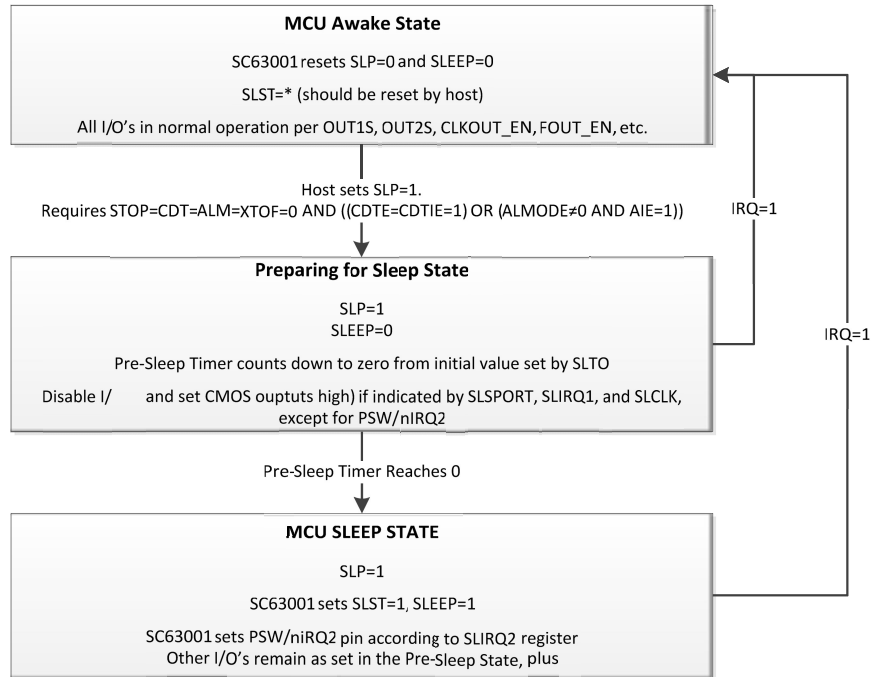 MCU Awake State
SC63001 resets SLP=0 and SLEEP=0
SLST=* (should be reset by host)
All I/O's in normal operation per OUT1S, OUT2S, CLKOUT_EN, FOUT_EN, etc.
Host sets SLP=1.
Requires STOP=CDT=ALM=XTOF=0 AND ((CDTE=CDTIE=1) OR (ALMODE≠0 AND AIE=1))
IRQ=1
Preparing for Sleep State
SLP=1
SLEEP=0
Pre-Sleep Timer counts down to zero from initial value set by SLTO
Disable I/ and set CMOS ouptuts high) if indicated by SLSPORT, SLIRQ1, and SLCLK,
except for PSW/nIRQ2
IRQ=1
Pre-Sleep Timer Reaches 0
MCU SLEEP STATE
SLP=1
SC63001 sets SLST=1, SLEEP=1
SC63001 sets PSW/niRQ2 pin according to SLIRQ2 register
Other I/O's remain as set in the Pre-Sleep State, plus